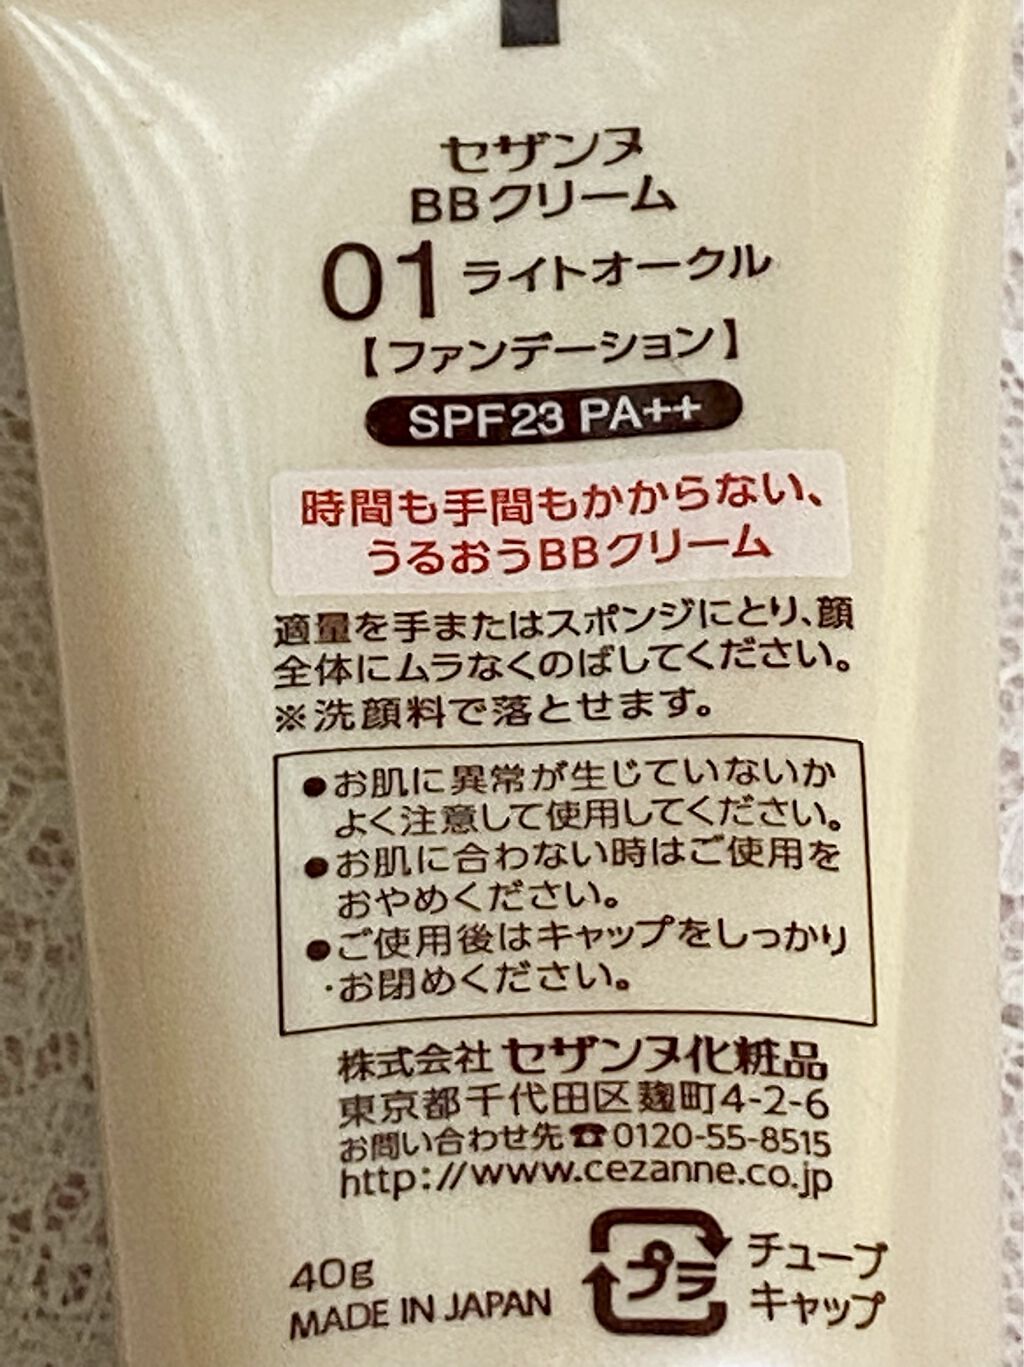 セザンヌ
BBクリーム
01 ライトオークル
【ファンデーション】
SPF23 PA++
時間も手間もかからない、
うるおうBBクリーム
適量を手またはスポンジにとり、顔
全体にムラなくのばしてください。
※洗顔料で落とせます。
●お肌に異常が生じていないか
よく注意して使用してください。
●お肌に合わない時はご使用を
おやめください。
●ご使用後はキャップをしっかり
お閉めください。
株式会社 セザンヌ化粧品
東京都千代田区麹町4-2-6
お問い合わせ先☎0120-55-8515
http://www.cezanne.co.jp
40g
MADE IN JAPAN
プラ
チューブ
キャップ